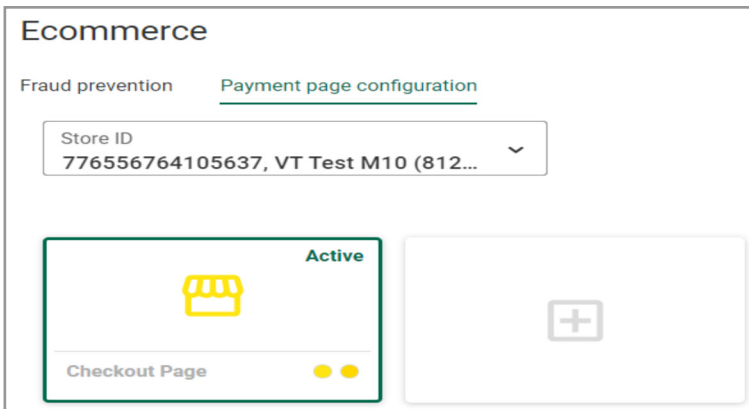 Ecommerce
Fraud prevention Payment page configuration
Store ID
776556764105637, VT Test M10 (812...
Active
Checkout Page